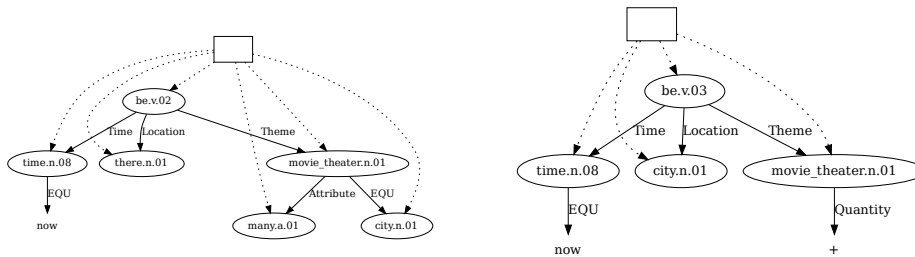 be.v.02
Time
Location
Theme
time.n.08
there.n.01
movie_theater.n.01
EQU
Attribute
EQU
now
many.a.01
city.n.01
be.v.03
Time
Location
Theme
time.n.08
city.n.01
movie_theater.n.01
EQU
Quantity
now
+